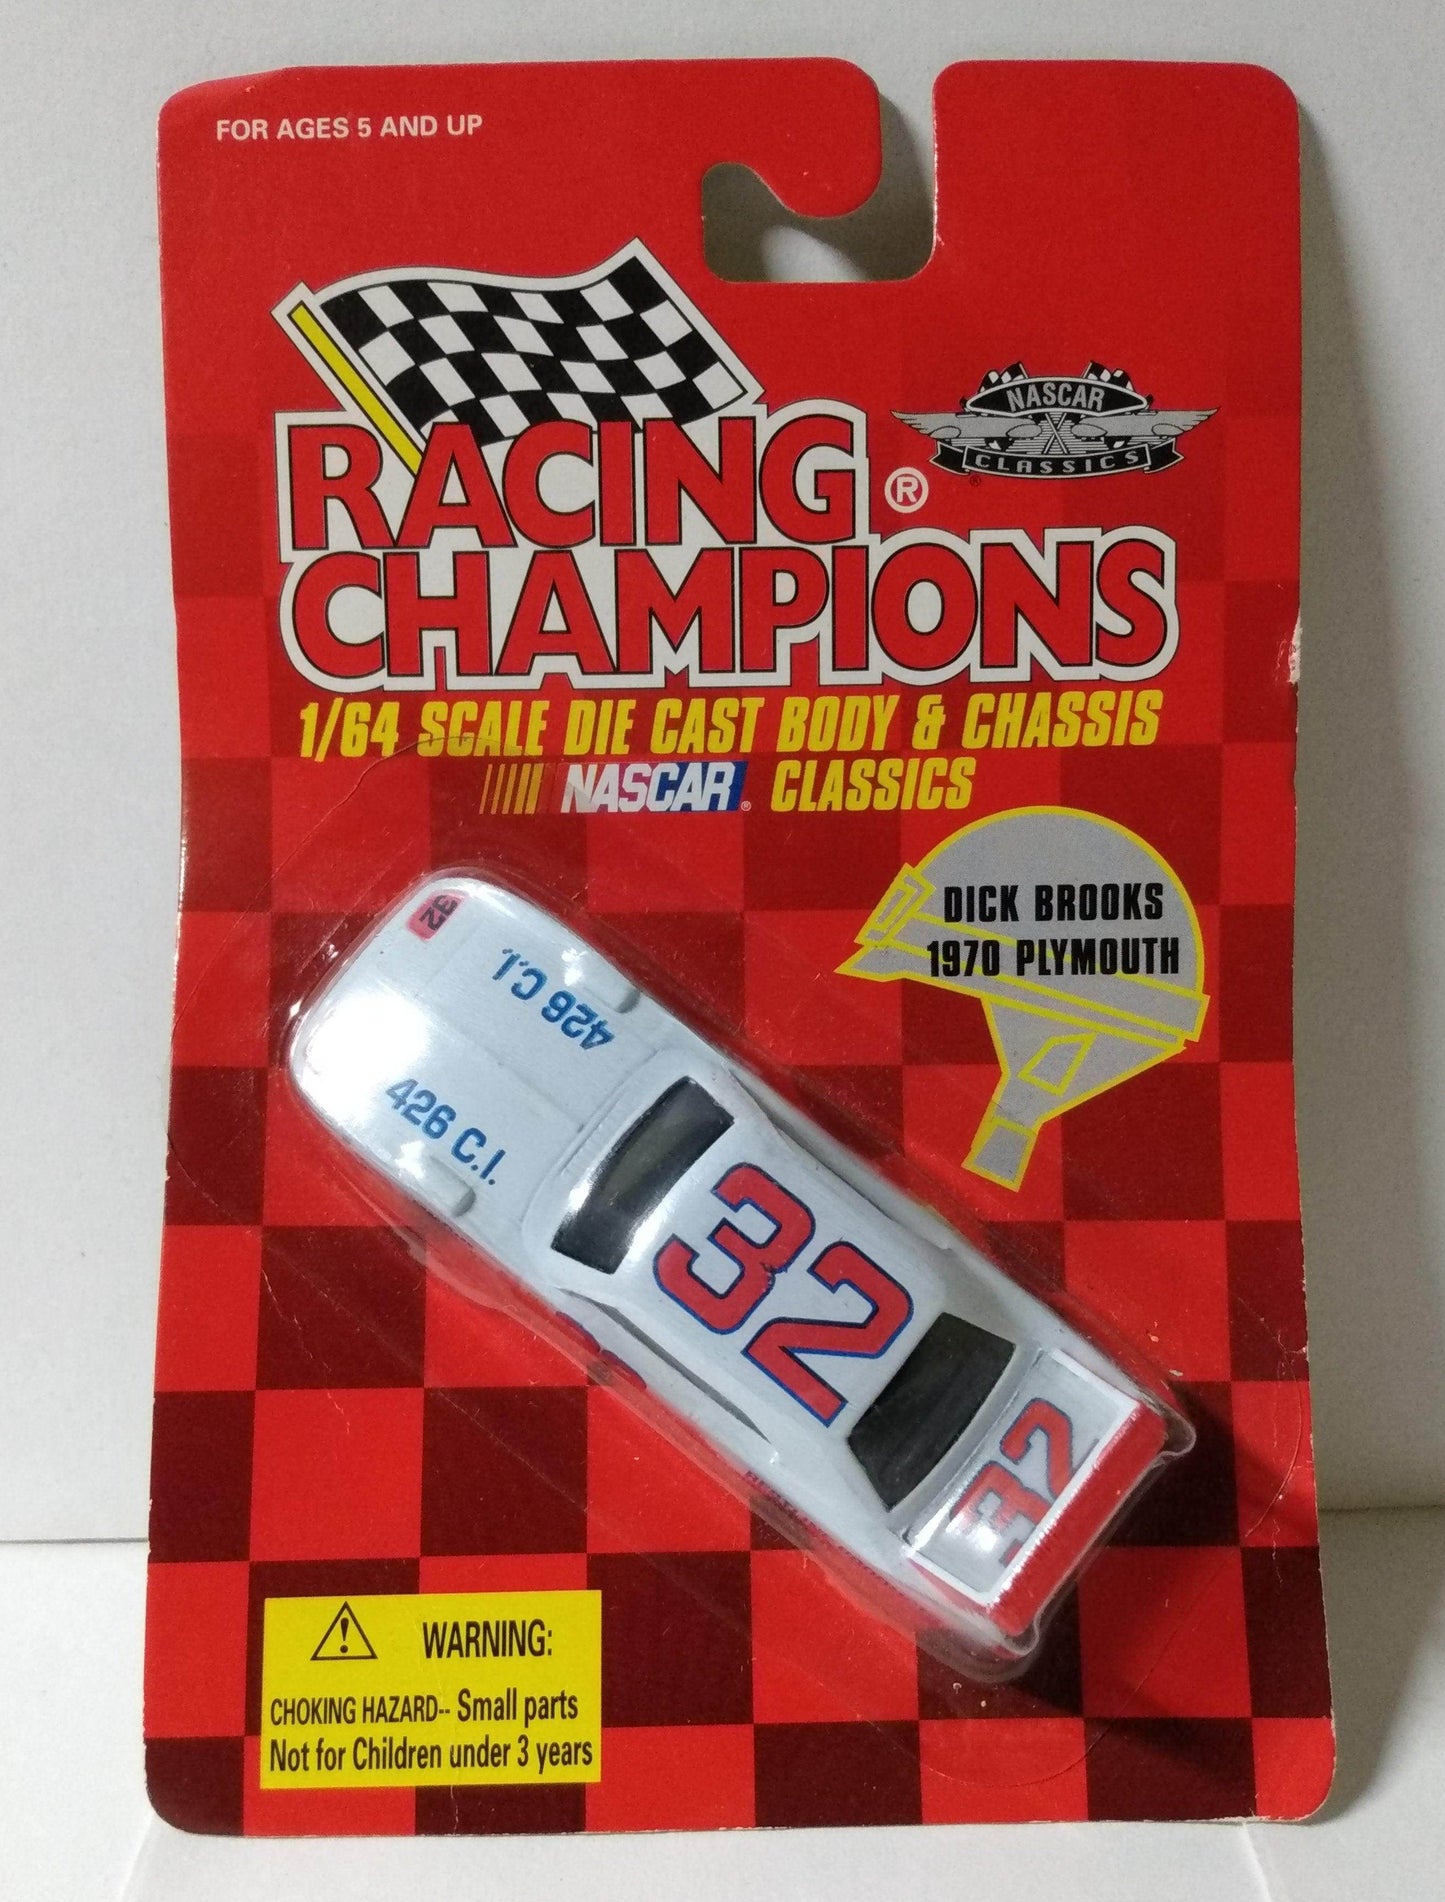 FOR AGES 5 AND UP
NASCAR
CLASSICS
RACING ®
CHAMPIONS
1/64 SCALE DIE CAST BODY & CHASSIS
NASCAR® CLASSICS
DICK BROOKS
1970 PLYMOUTH
32
426 C.I.
426 C.I.
32
32
WARNING:
CHOKING HAZARD-- Small parts
Not for Children under 3 years